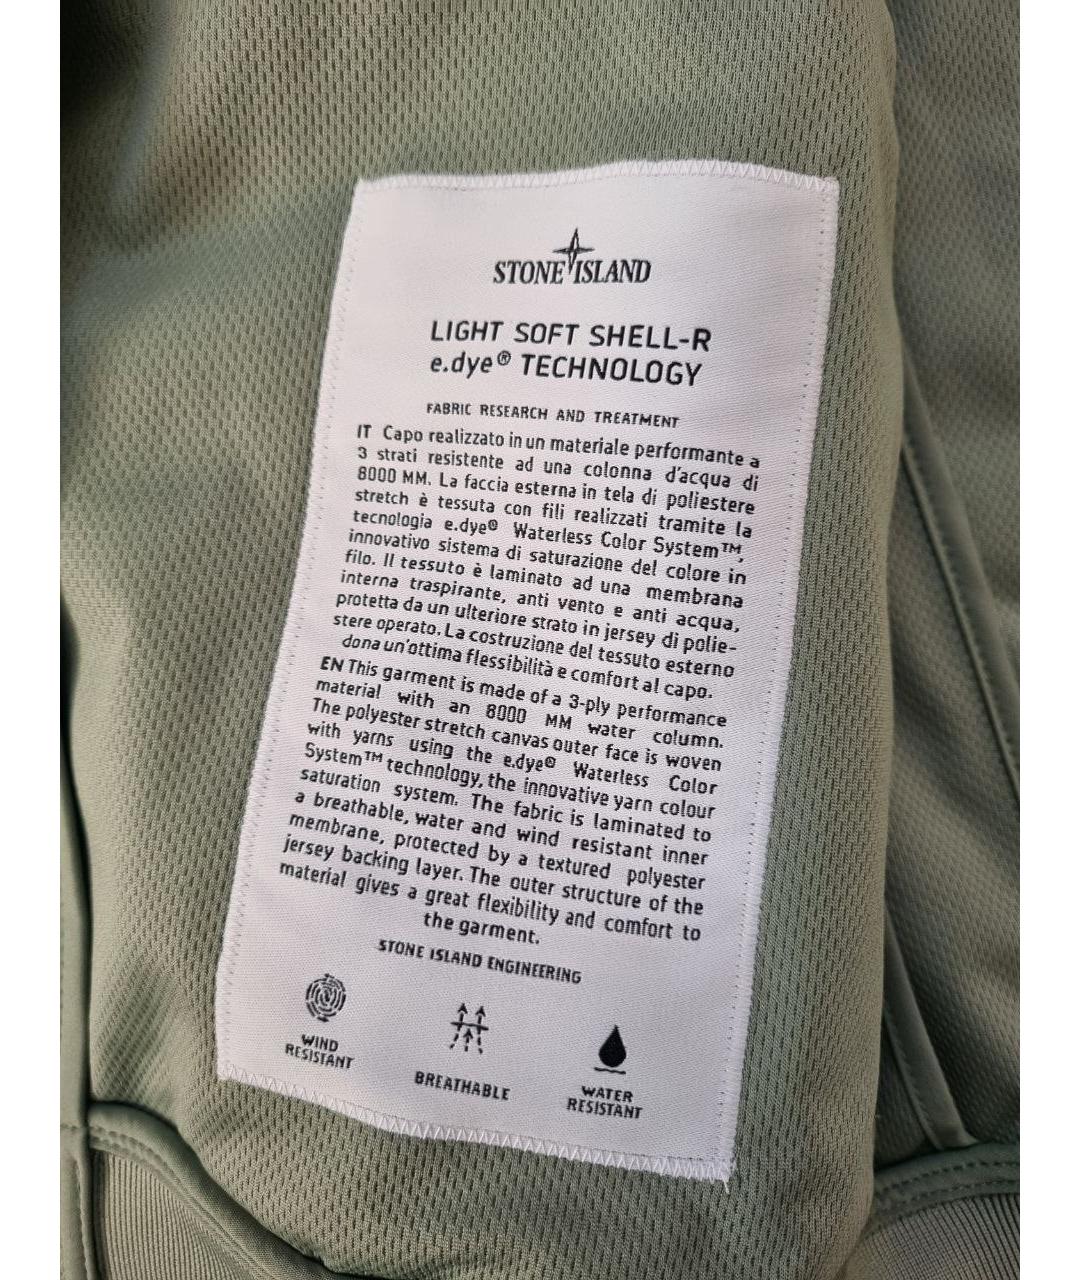 STONE ISLAND
LIGHT SOFT SHELL-R
e.dye® TECHNOLOGY
FABRIC RESEARCH AND TREATMENT
IT Capo realizzato in un materiale performante a
3 strati resistente ad una colonna d'acqua di
8000 MM. La faccia esterna in tela di poliestere
stretch è tessuta con fili realizzati tramite la
tecnologia e.dye® Waterless Color System™,
innovativo sistema di saturazione del colore in
filo. Il tessuto è laminato ad una membrana
interna traspirante, anti vento e anti acqua,
protetta da un ulteriore strato in jersey di polie-
stere operato. La costruzione del tessuto esterno
dona un'ottima flessibilità e comfort al capo.
EN This garment is made of a 3-ply performance
material with an 8000 MM water column.
The polyester stretch canvas outer face is woven
with yarns using the e.dye® Waterless Color
System™ technology, the innovative yarn colour
saturation system. The fabric is laminated to
a breathable, water and wind resistant inner
membrane, protected by a textured polyester
jersey backing layer. The outer structure of the
material gives a great flexibility and comfort to
the garment.
STONE ISLAND ENGINEERING
WIND
RESISTANT
BREATHABLE
WATER
RESISTANT